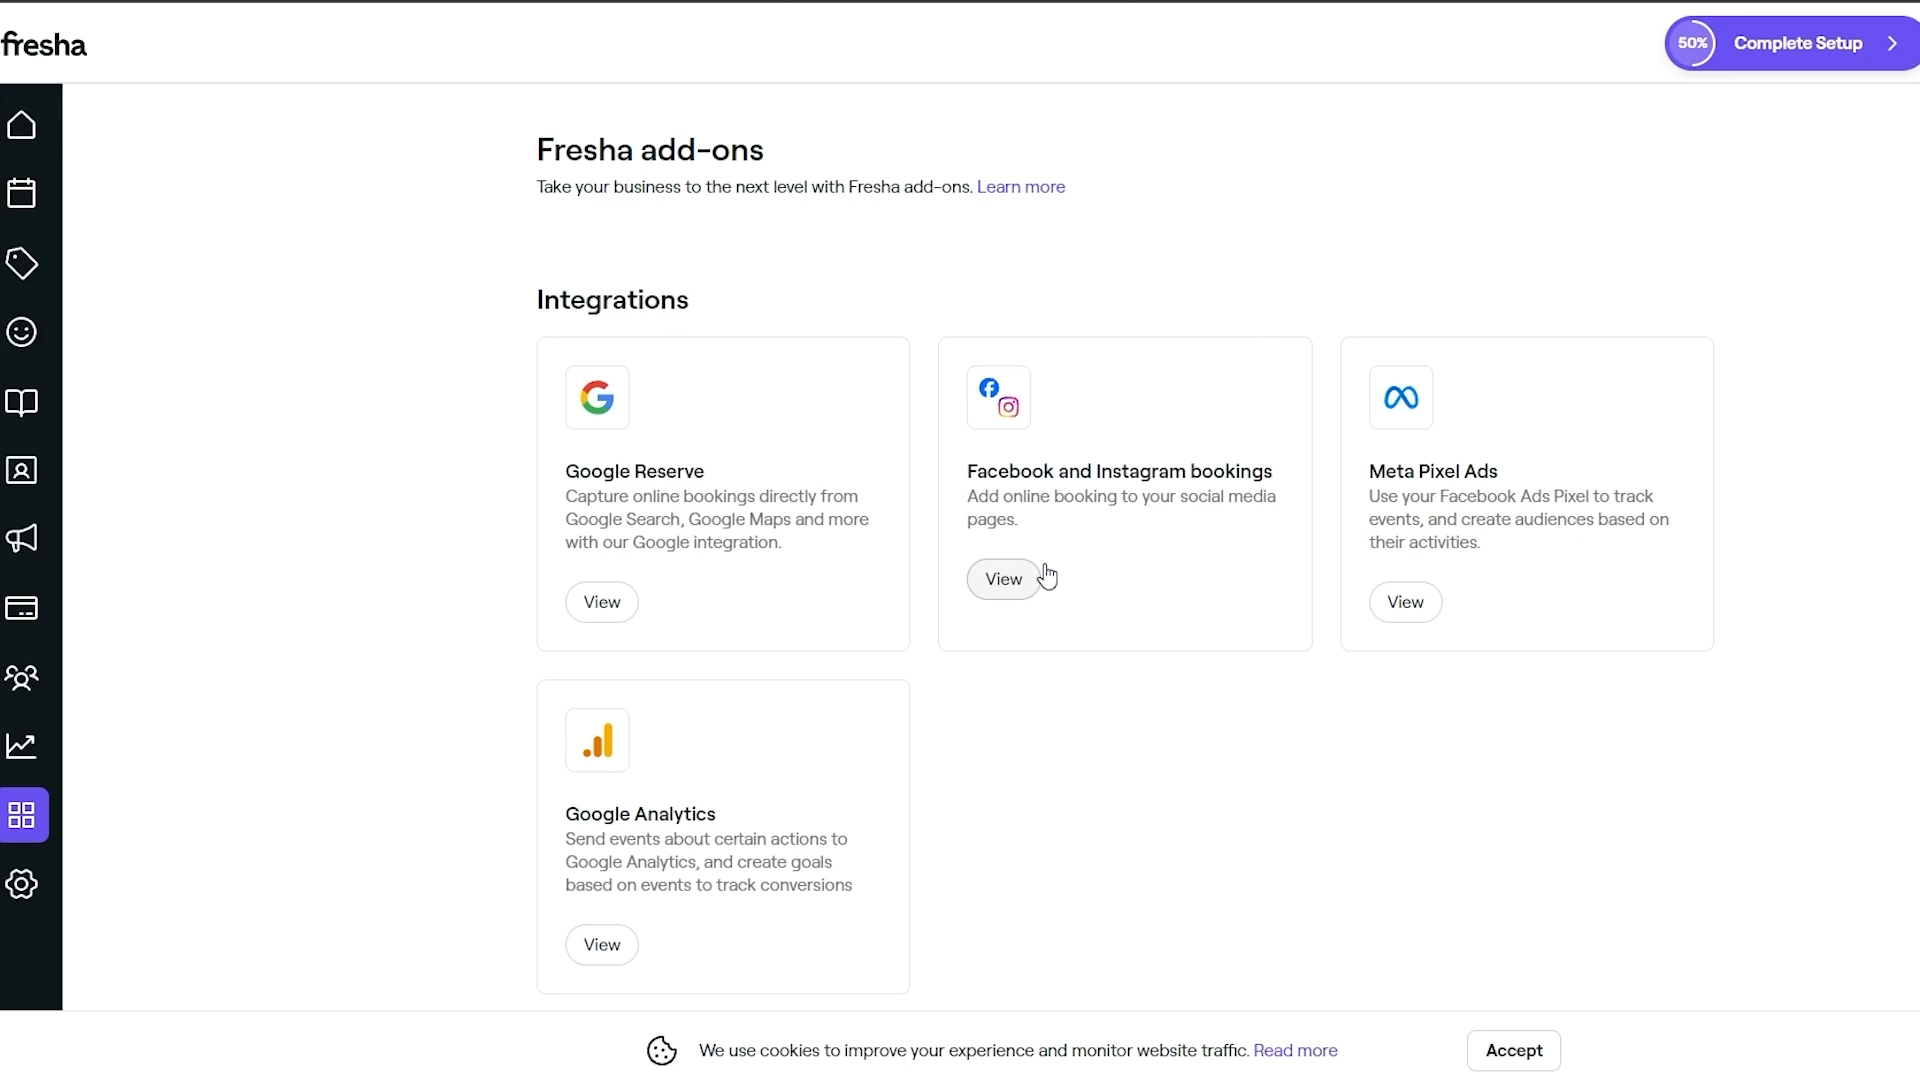 fresha
50% Complete Setup
Fresha add-ons
Take your business to the next level with Fresha add-ons. Learn more
Integrations
Google Reserve
Capture online bookings directly from
Google Search, Google Maps and more
with our Google integration.
View
Facebook and Instagram bookings
Add online booking to your social media
pages.
View
Meta Pixel Ads
Use your Facebook Ads Pixel to track
events, and create audiences based on
their activities.
View
Google Analytics
Send events about certain actions to
Google Analytics, and create goals
based on events to track conversions
View
We use cookies to improve your experience and monitor website traffic. Read more
Accept